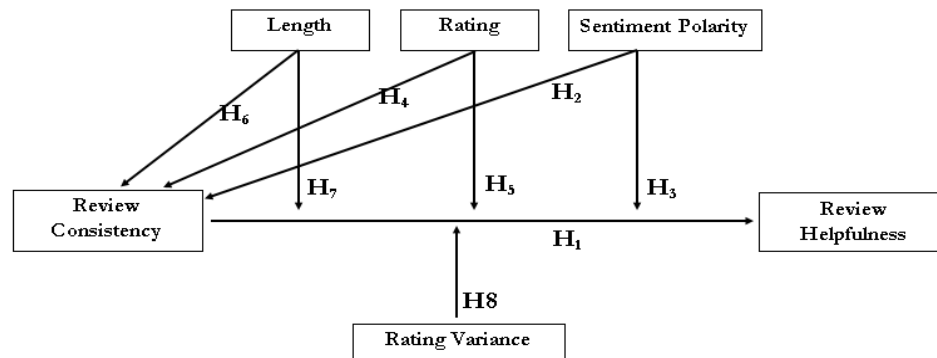 Length
Rating
Sentiment Polarity
H₆
H₄
H₂
H₇
H₅
H₃
Review
Consistency
H₁
Review
Helpfulness
H8
Rating Variance